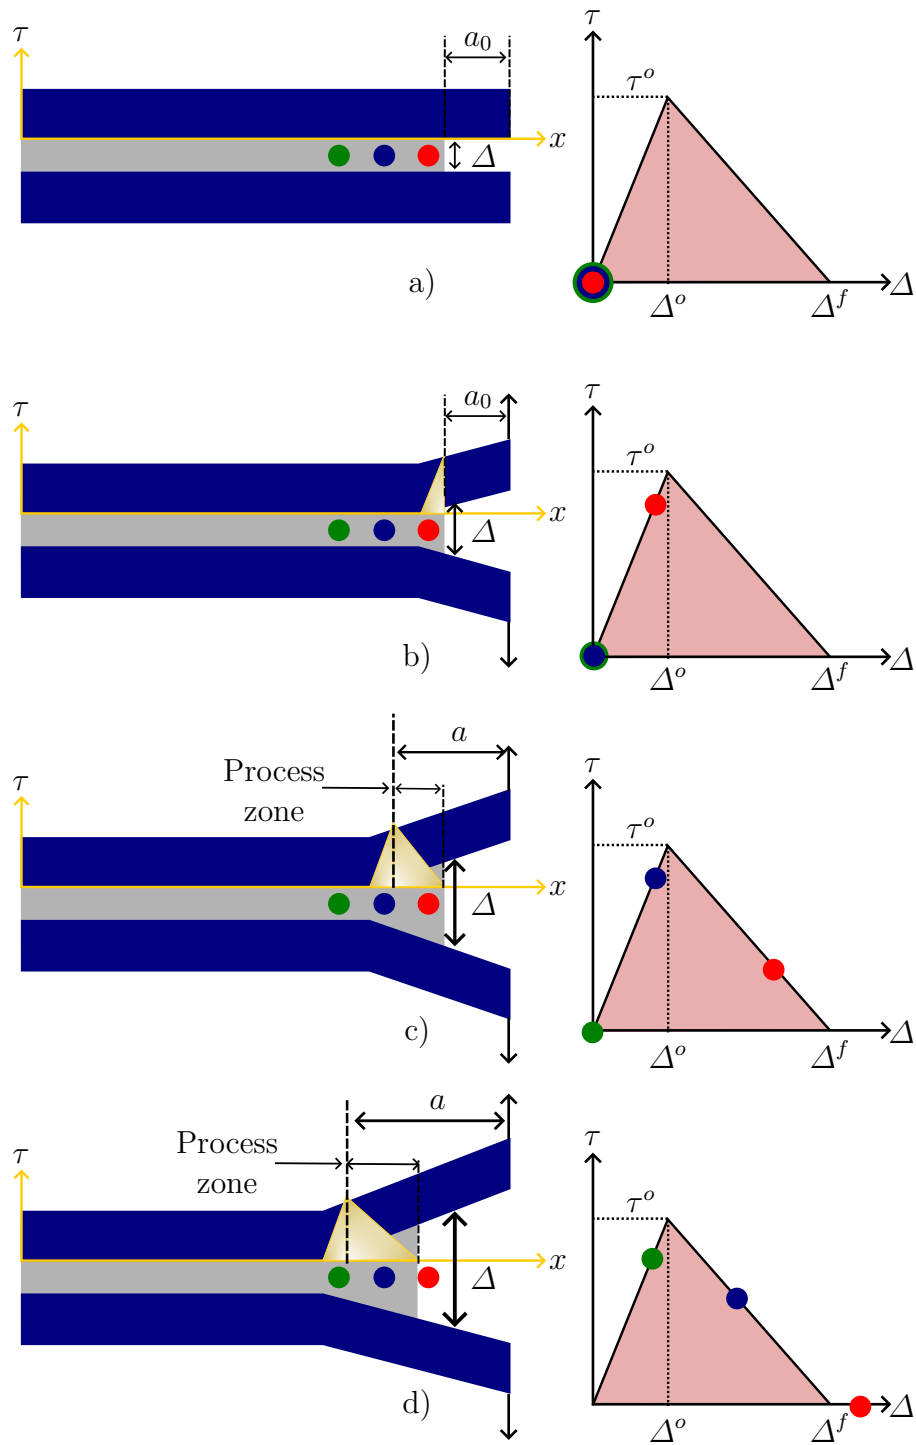 τ
a₀
x
Δ
a)
τ
τᵒ
Δᵒ
Δᶠ
Δ
τ
a₀
x
Δ
b)
τ
τᵒ
Δᵒ
Δᶠ
Δ
a
Process
zone
τ
x
Δ
c)
τ
τᵒ
Δᵒ
Δᶠ
Δ
a
Process
zone
τ
x
Δ
d)
τ
τᵒ
Δᵒ
Δᶠ
Δ